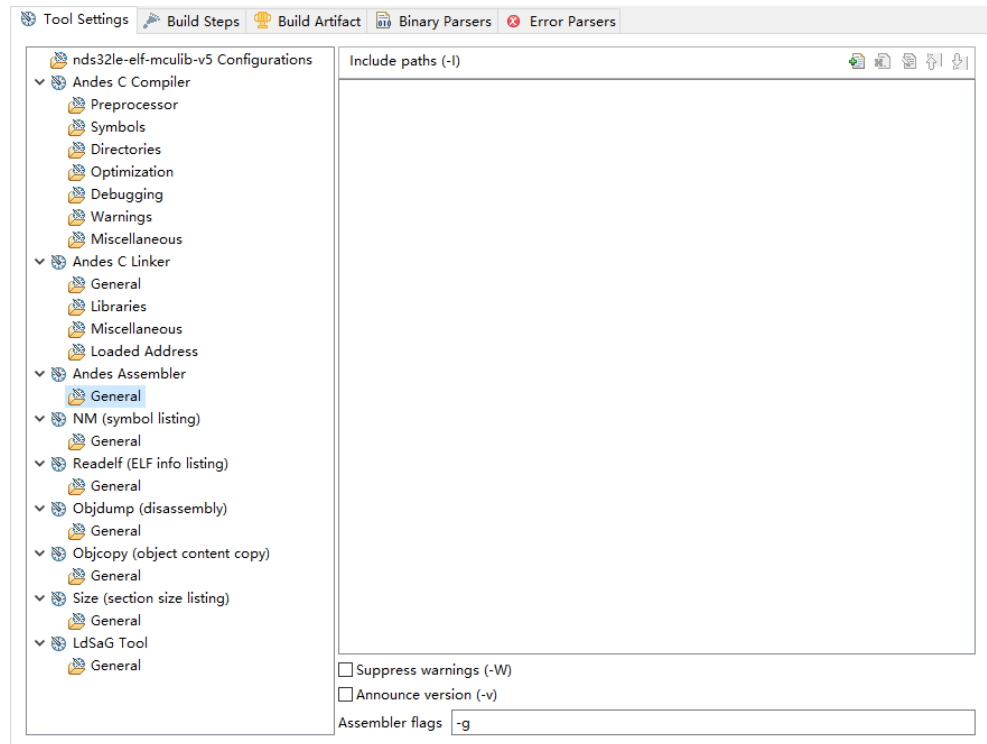 Tool Settings Build Steps Build Artifact Binary Parsers Error Parsers
nds32le-elf-mculib-v5 Configurations
Andes C Compiler
Preprocessor
Symbols
Directories
Optimization
Debugging
Warnings
Miscellaneous
Andes C Linker
General
Libraries
Miscellaneous
Loaded Address
Andes Assembler
General
NM (symbol listing)
General
Readelf (ELF info listing)
General
Objdump (disassembly)
General
Objcopy (object content copy)
General
Size (section size listing)
General
LdSaG Tool
General
Include paths (-I)
Suppress warnings (-W)
Announce version (-v)
Assembler flags -g